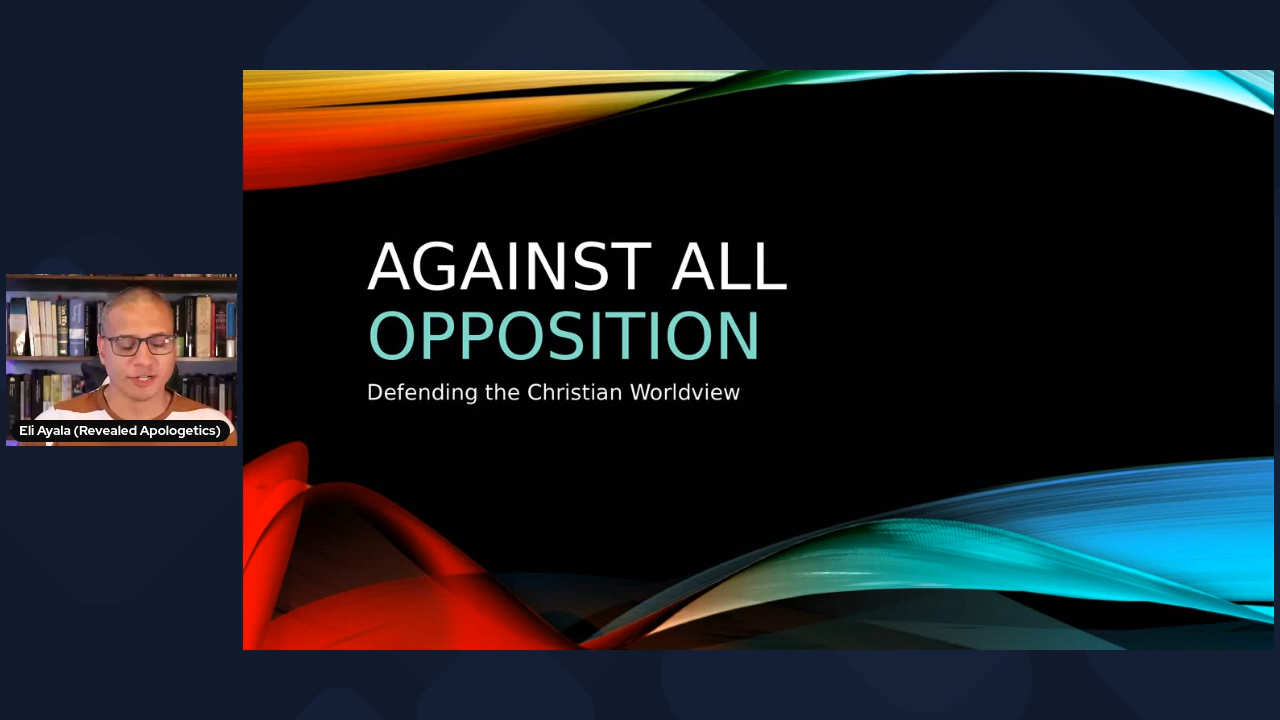 AGAINST ALL
OPPOSITION
Defending the Christian Worldview
Eli Ayala (Revealed Apologetics)